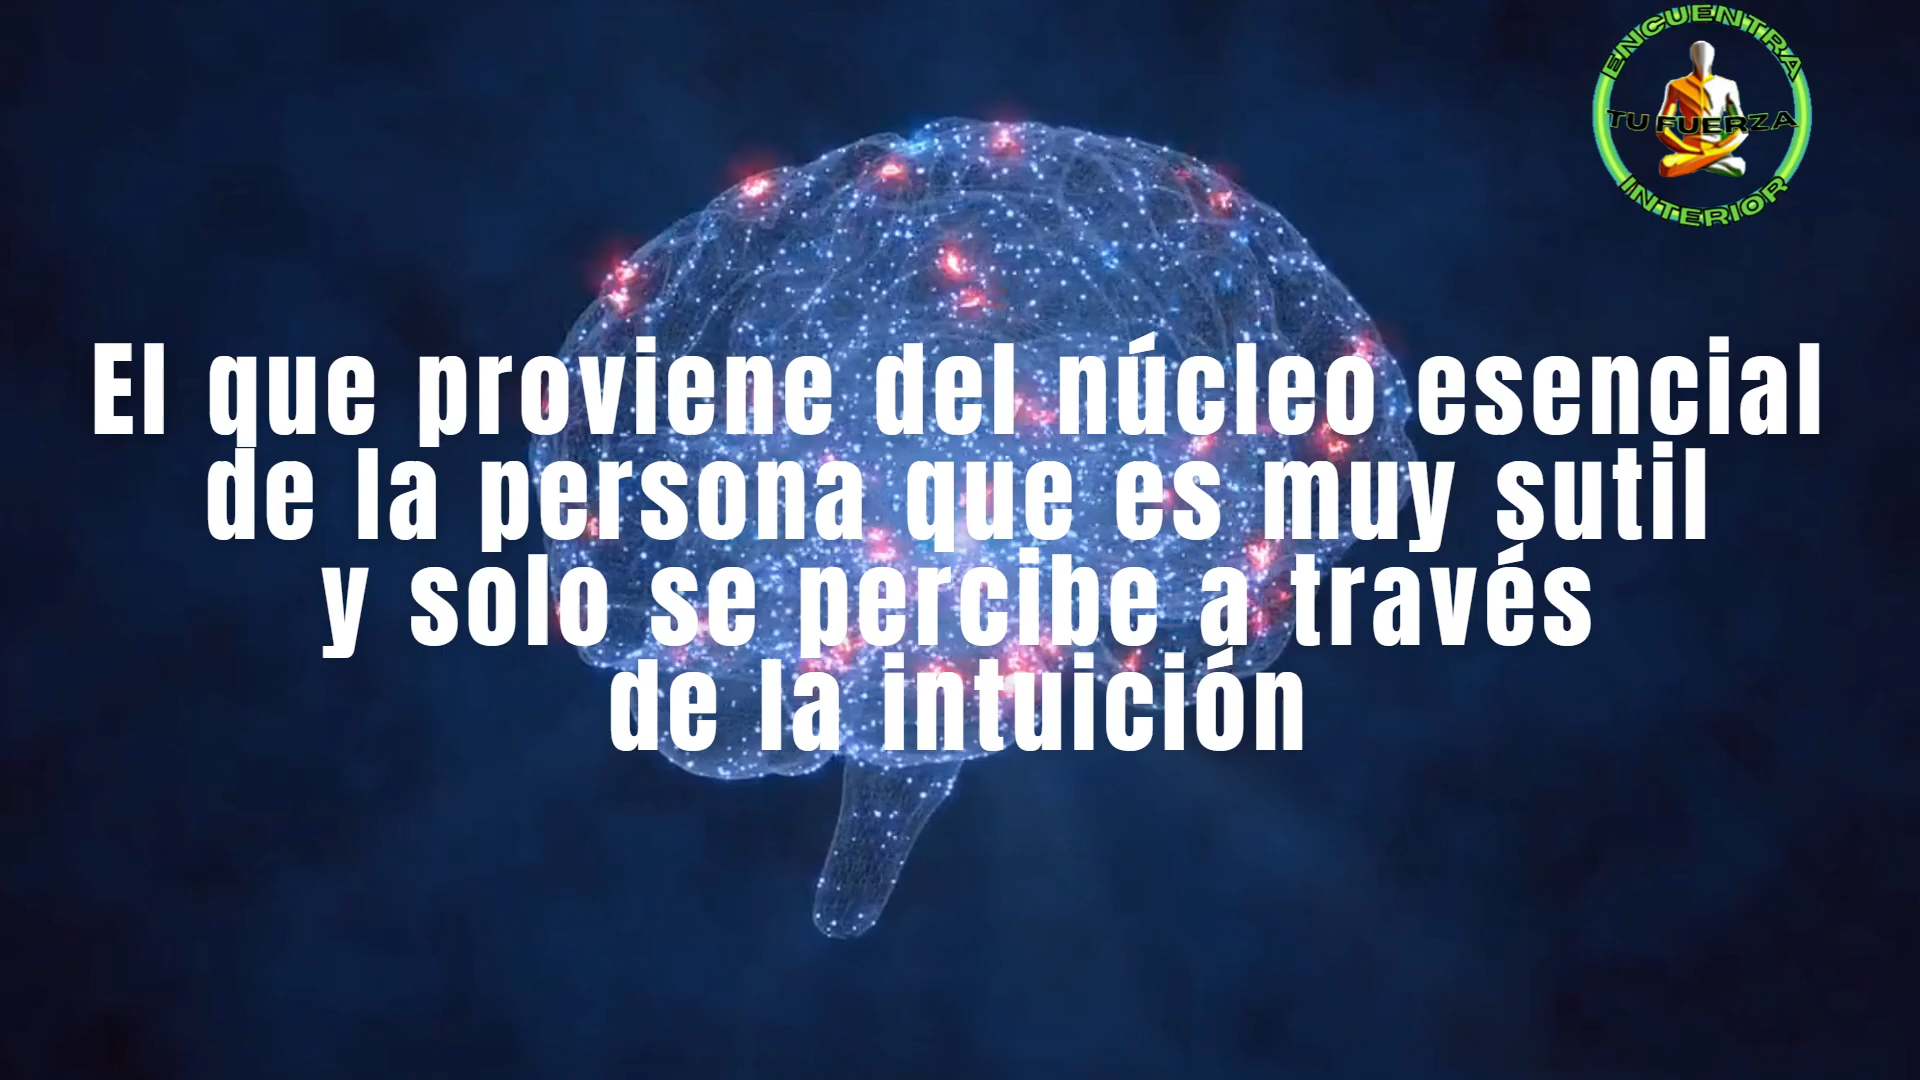 ENCUENTRA
TU FUERZA
INTERIOR
El que proviene del núcleo esencial
de la persona que es muy sutil
y solo se percibe a través
de la intuición